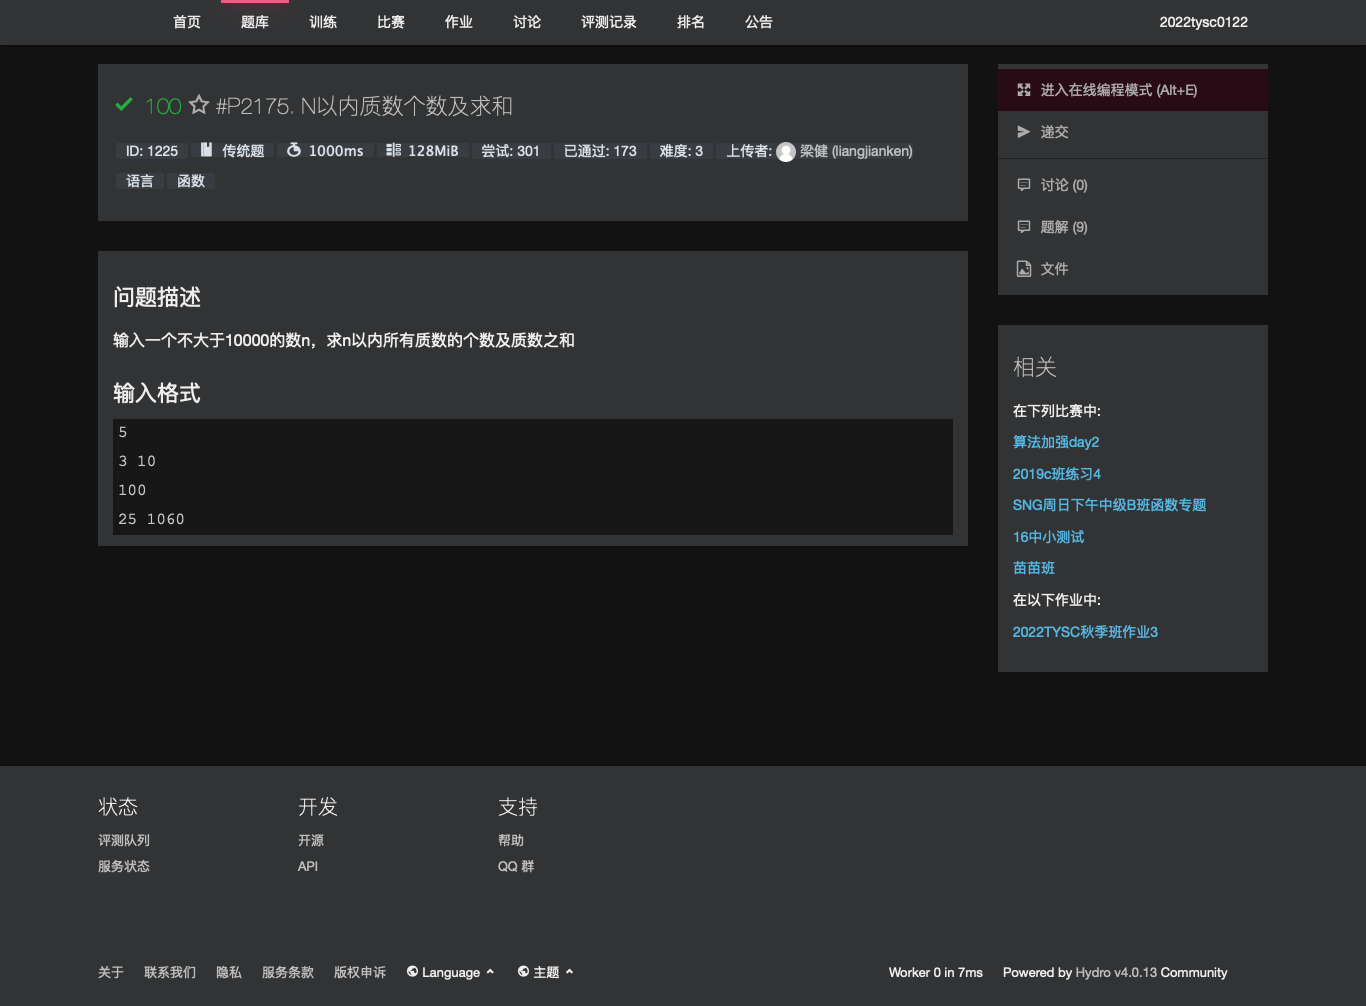 首页 题库 训练 比赛 作业 讨论 评测记录 排名 公告 2022tysc0122
100 #P2175. N以内质数个数及求和
ID: 1225 传统题 1000ms 128MiB 尝试: 301 已通过: 173 难度: 3 上传者: 梁健 (liangjianken)
语言 函数
问题描述
输入一个不大于10000的数n，求n以内所有质数的个数及质数之和
输入格式
5
3 10
100
25 1060
进入在线编程模式 (Alt+E)
递交
讨论 (0)
题解 (9)
文件
相关
在下列比赛中:
算法加强day2
2019c班练习4
SNG周日下午中级B班函数专题
16中小测试
苗苗班
在以下作业中:
2022TYSC秋季班作业3
状态
评测队列
服务状态
开发
开源
API
支持
帮助
QQ 群
关于 联系我们 隐私 服务条款 版权申诉 Language 主题 Worker 0 in 7ms Powered by Hydro v4.0.13 Community